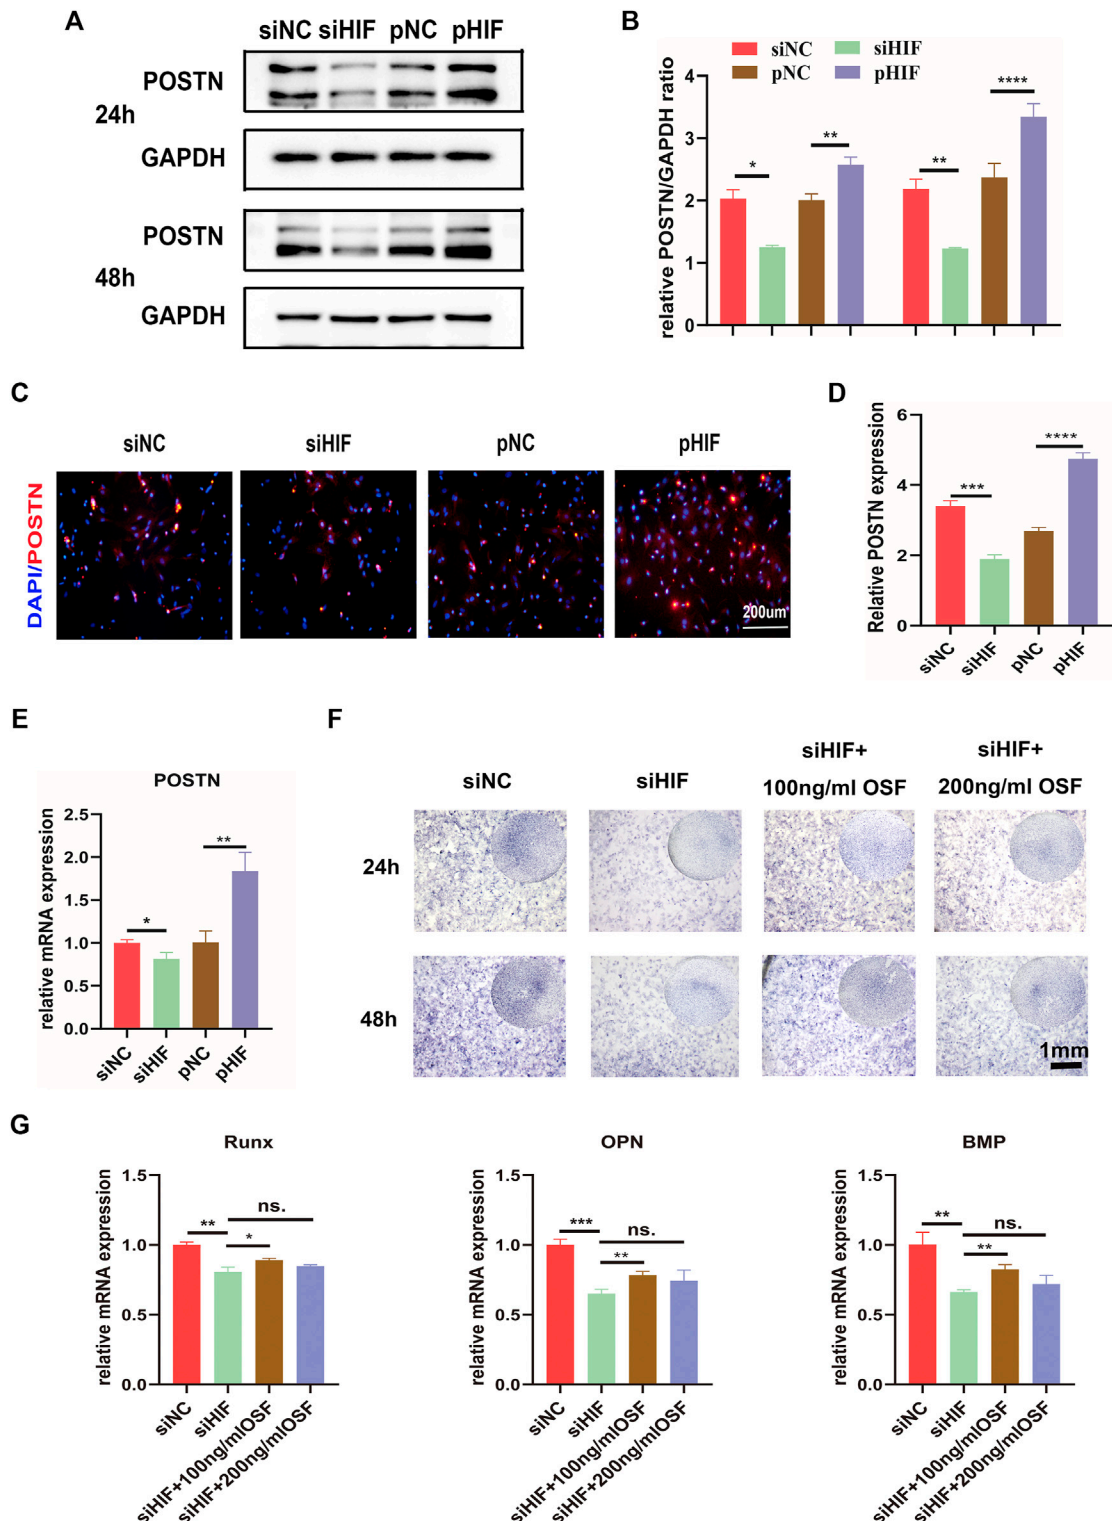 A
siNC siHIF pNC pHIF
POSTN
24h
GAPDH
POSTN
48h
GAPDH
B
siNC siHIF
pNC pHIF
relative POSTN/GAPDH ratio
4
3
2
1
0
* ** ** ****
C
siNC siHIF pNC pHIF
DAPI/POSTN
200um
D
Relative POSTN expression
6
4
2
0
*** ****
siNC siHIF pNC pHIF
E
POSTN
relative mRNA expression
2.5
2.0
1.5
1.0
0.5
0.0
* **
siNC siHIF pNC pHIF
F
siNC siHIF siHIF+ siHIF+
100ng/ml OSF 200ng/ml OSF
24h
48h
1mm
G
Runx
relative mRNA expression
1.5
1.0
0.5
0.0
** * ns.
siNC
siHIF
siHIF+100ng/mlOSF
siHIF+200ng/mlOSF
OPN
relative mRNA expression
1.5
1.0
0.5
0.0
*** ** ns.
siNC
siHIF
siHIF+100ng/mlOSF
siHIF+200ng/mlOSF
BMP
relative mRNA expression
1.5
1.0
0.5
0.0
** ** ns.
siNC
siHIF
siHIF+100ng/mlOSF
siHIF+200ng/mlOSF